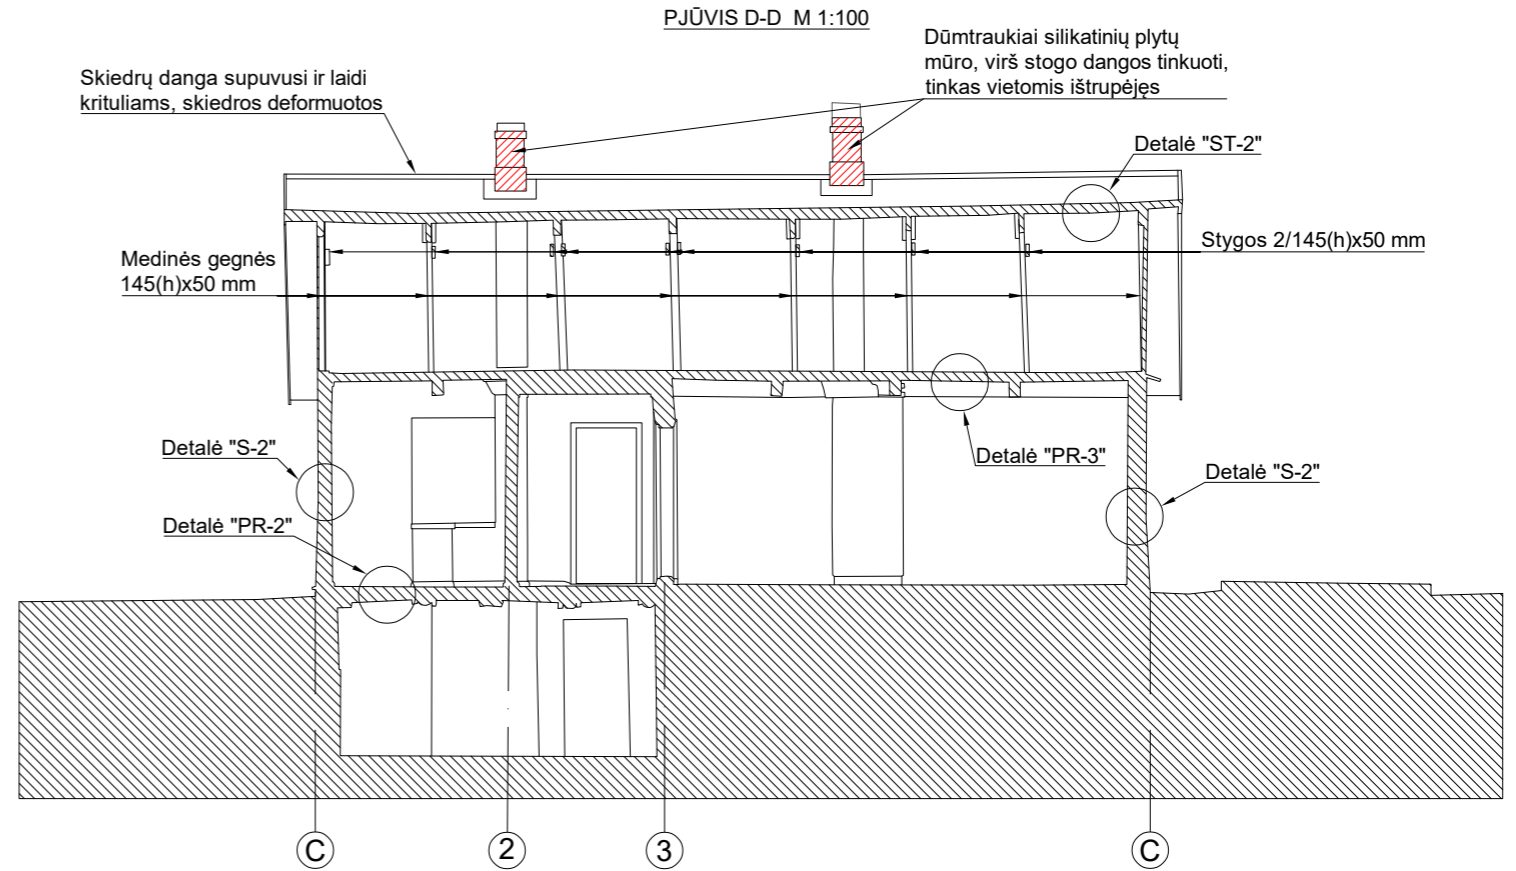 PJŪVIS D-D M 1:100
Skiedrų danga supuvusi ir laidi
krituliams, skiedros deformuotos
Dūmtraukiai silikatinių plytų
mūro, virš stogo dangos tinkuoti,
tinkas vietomis ištrupėjęs
Detalė "ST-2"
Medinės gegnės
145(h)x50 mm
Stygos 2/145(h)x50 mm
Detalė "S-2"
Detalė "PR-3"
Detalė "S-2"
Detalė "PR-2"
C
2
3
C